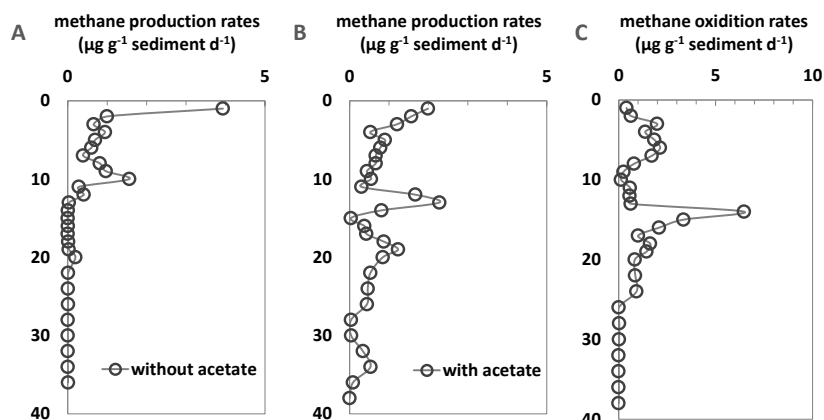 A
methane production rates
(µg g⁻¹ sediment d⁻¹)
0 5
0
10
20
30
40
without acetate
B
methane production rates
(µg g⁻¹ sediment d⁻¹)
0 5
0
10
20
30
40
with acetate
C
methane oxidition rates
(µg g⁻¹ sediment d⁻¹)
0 5 10
0
10
20
30
40